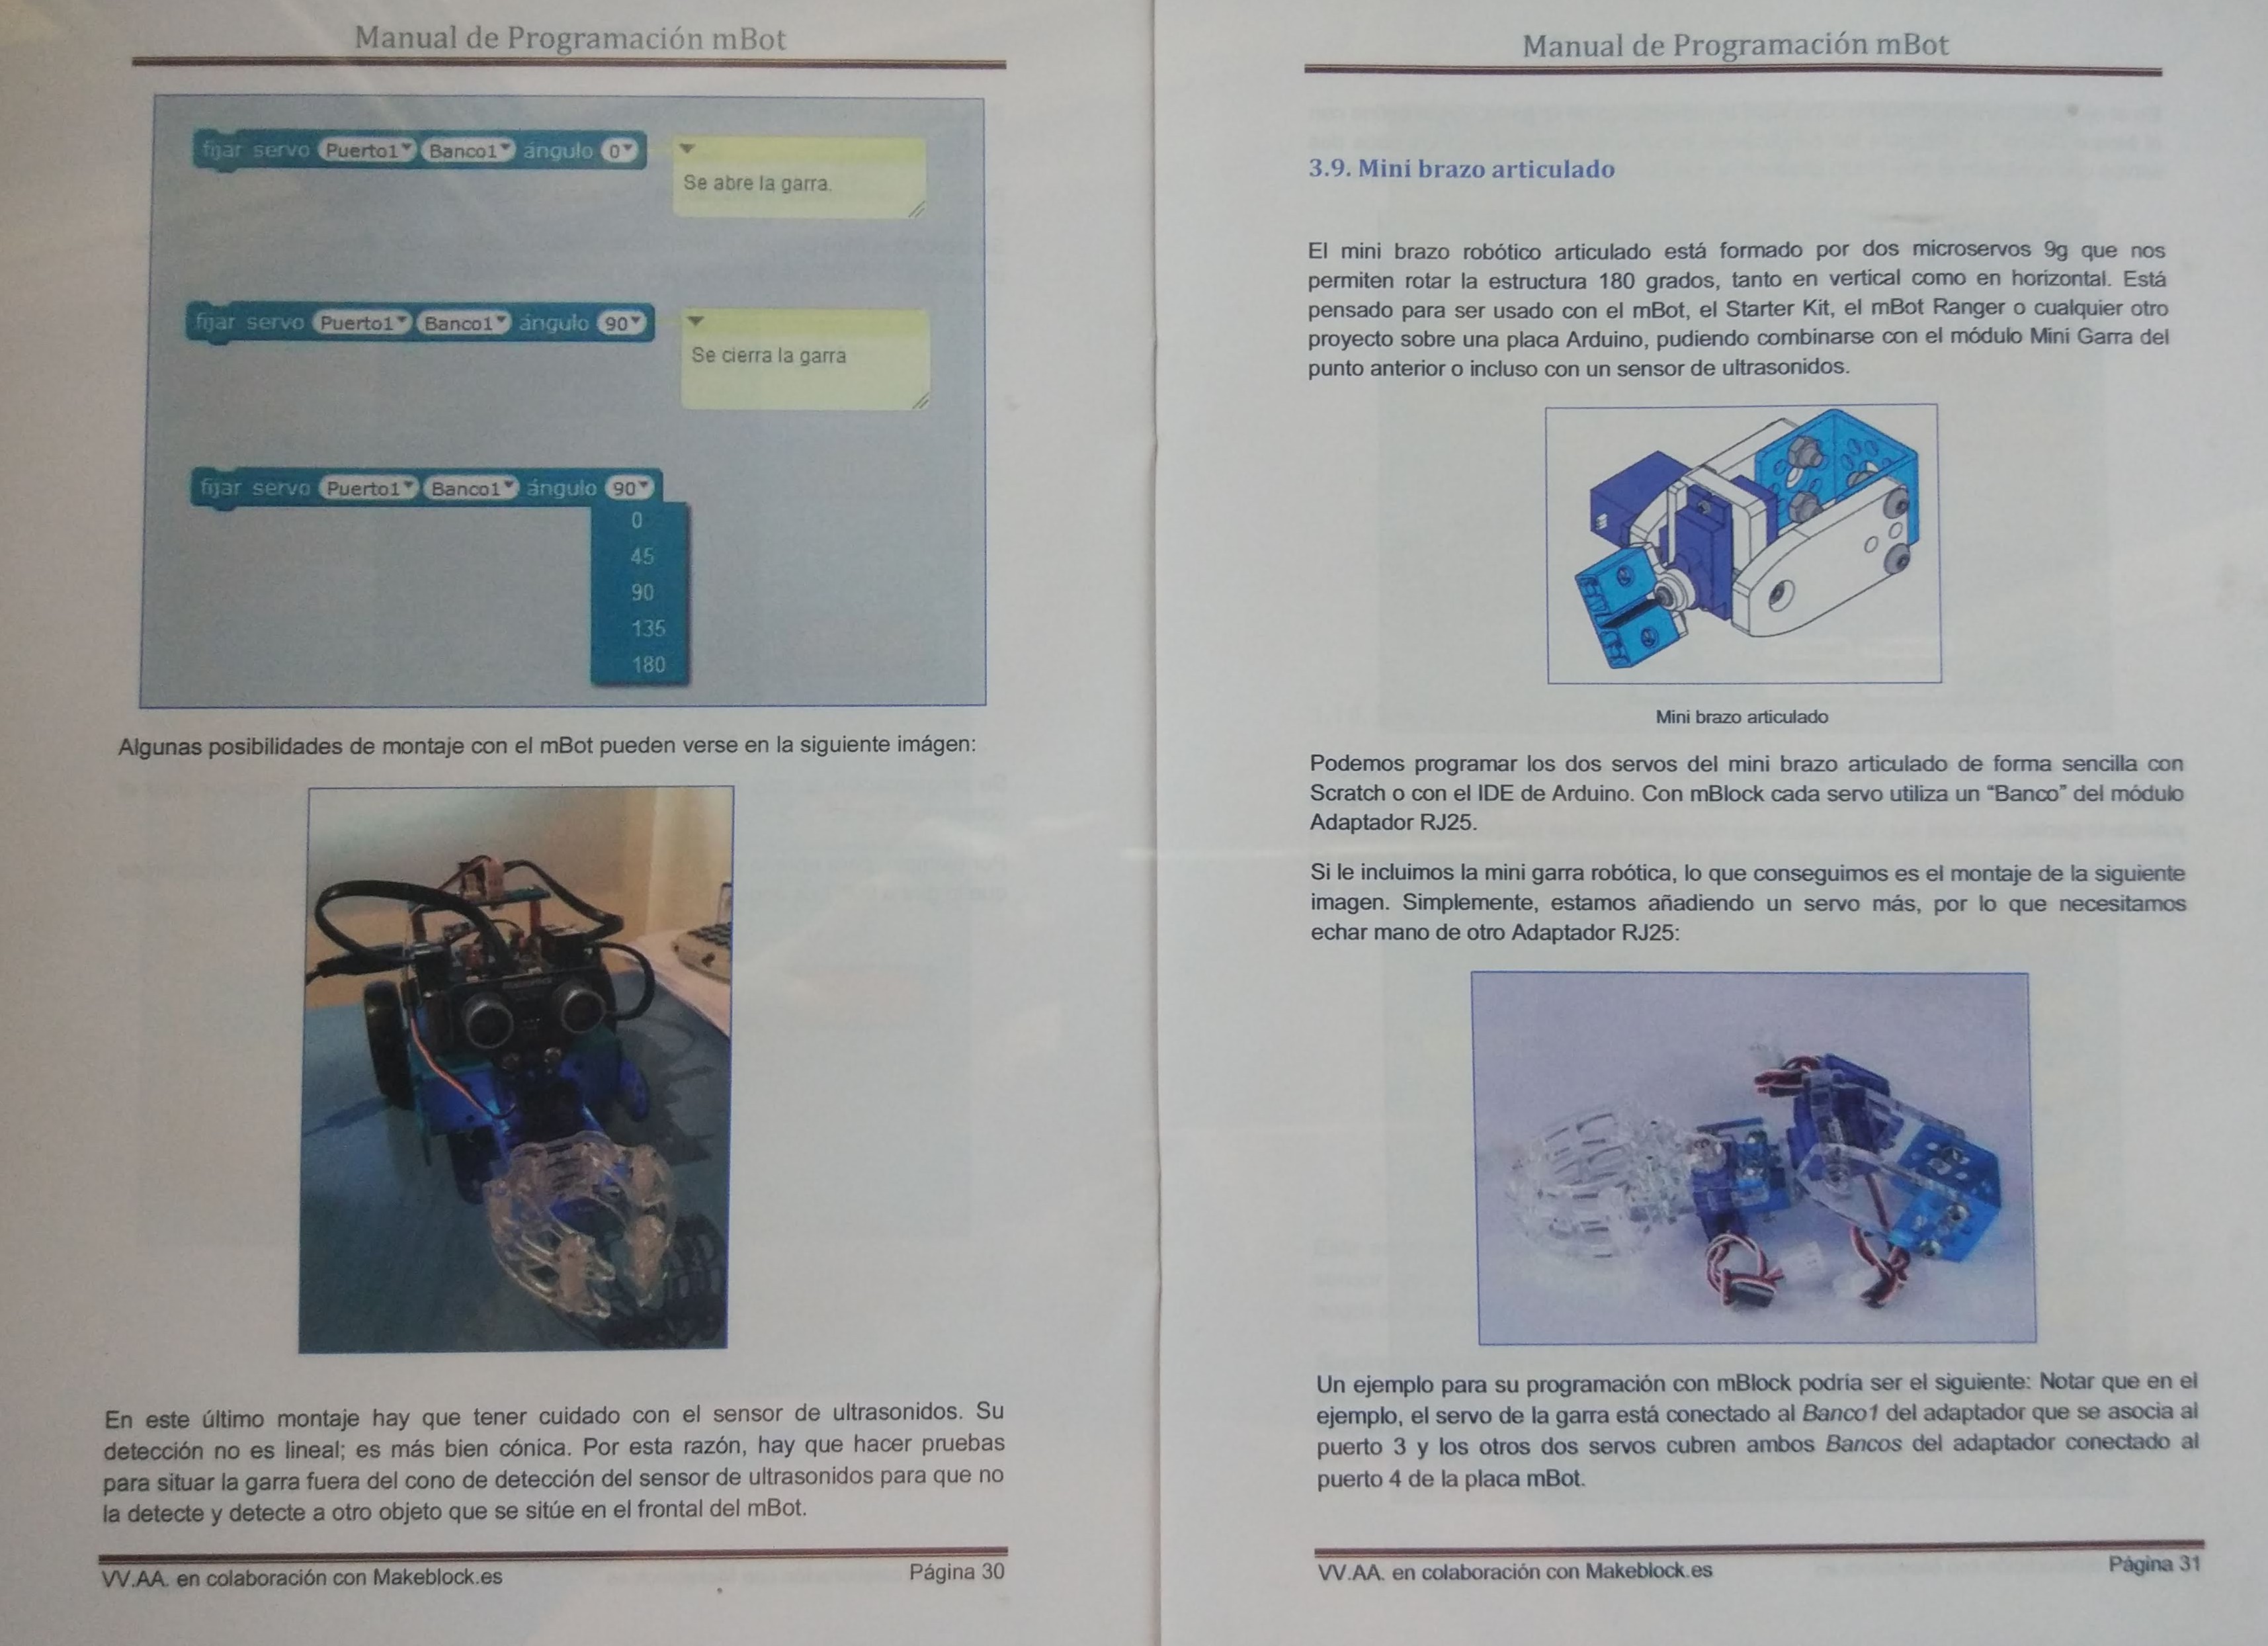 Manual de Programación mBot
fijar servo Puerto1 Banco1 ángulo 0
Se abre la garra.
fijar servo Puerto1 Banco1 ángulo 90
Se cierra la garra
fijar servo Puerto1 Banco1 ángulo 90
0
45
90
135
180
Algunas posibilidades de montaje con el mBot pueden verse en la siguiente imágen:
En este último montaje hay que tener cuidado con el sensor de ultrasonidos. Su
detección no es lineal; es más bien cónica. Por esta razón, hay que hacer pruebas
para situar la garra fuera del cono de detección del sensor de ultrasonidos para que no
la detecte y detecte a otro objeto que se sitúe en el frontal del mBot.
VV.AA. en colaboración con Makeblock.es
Página 30
Manual de Programación mBot
3.9. Mini brazo articulado
El mini brazo robótico articulado está formado por dos microservos 9g que nos
permiten rotar la estructura 180 grados, tanto en vertical como en horizontal. Está
pensado para ser usado con el mBot, el Starter Kit, el mBot Ranger o cualquier otro
proyecto sobre una placa Arduino, pudiendo combinarse con el módulo Mini Garra del
punto anterior o incluso con un sensor de ultrasonidos.
Mini brazo articulado
Podemos programar los dos servos del mini brazo articulado de forma sencilla con
Scratch o con el IDE de Arduino. Con mBlock cada servo utiliza un “Banco” del módulo
Adaptador RJ25.
Si le incluimos la mini garra robótica, lo que conseguimos es el montaje de la siguiente
imagen. Simplemente, estamos añadiendo un servo más, por lo que necesitamos
echar mano de otro Adaptador RJ25:
Un ejemplo para su programación con mBlock podría ser el siguiente: Notar que en el
ejemplo, el servo de la garra está conectado al Banco1 del adaptador que se asocia al
puerto 3 y los otros dos servos cubren ambos Bancos del adaptador conectado al
puerto 4 de la placa mBot.
VV.AA. en colaboración con Makeblock.es
Página 31